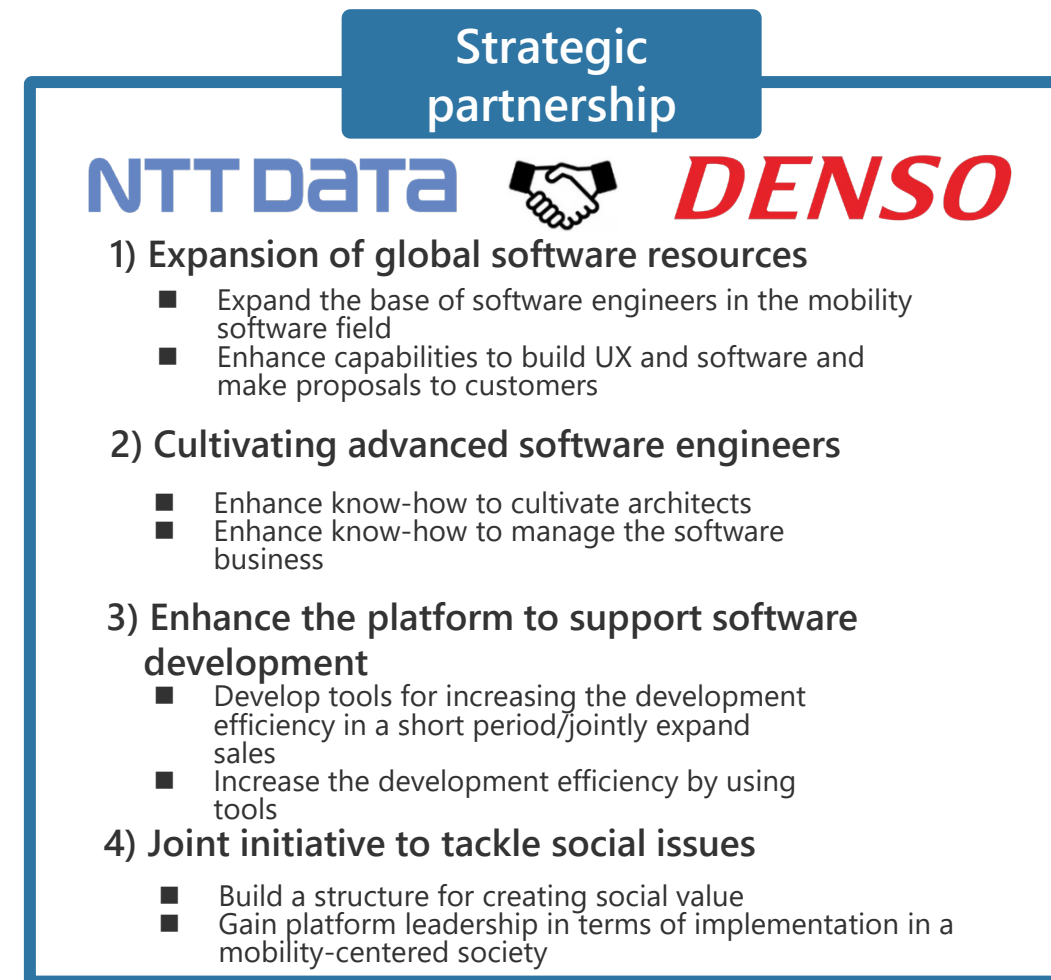 Strategic
partnership
NTT DATA
DENSO
1) Expansion of global software resources
■ Expand the base of software engineers in the mobility
software field
■ Enhance capabilities to build UX and software and
make proposals to customers
2) Cultivating advanced software engineers
■ Enhance know-how to cultivate architects
■ Enhance know-how to manage the software
business
3) Enhance the platform to support software
development
■ Develop tools for increasing the development
efficiency in a short period/jointly expand
sales
■ Increase the development efficiency by using
tools
4) Joint initiative to tackle social issues
■ Build a structure for creating social value
■ Gain platform leadership in terms of implementation in a
mobility-centered society